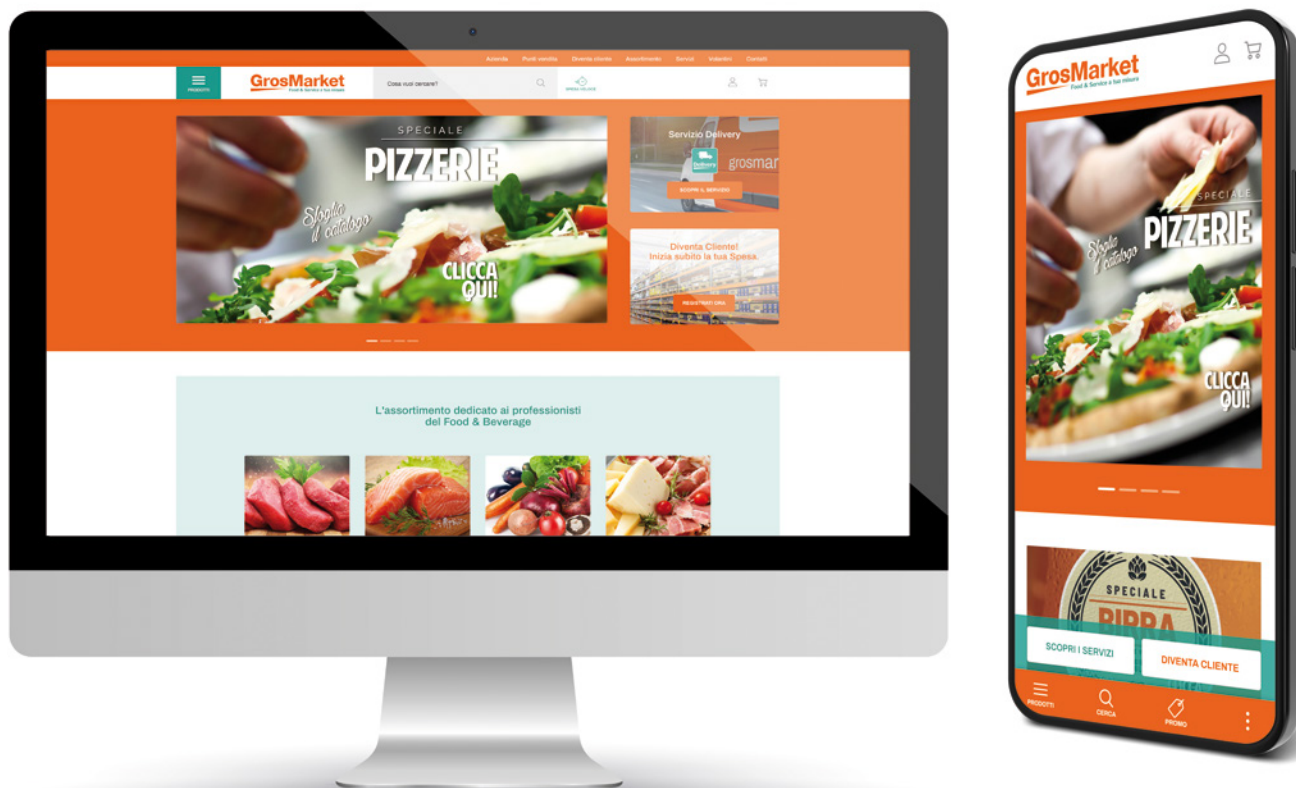 Azienda Punti vendita Diventa cliente Assortimento Servizi Volantini Contatti
PRODOTTI
GrosMarket
Food & Service a tua misura
Cosa vuoi cercare?
SPESA VELOCE
SPECIALE
PIZZERIE
Sfoglia
il catalogo
CLICCA
QUI!
Servizio Delivery
Delivery
grosmar
SCOPRI IL SERVIZIO
Diventa Cliente!
Inizia subito la tua Spesa.
REGISTRATI ORA
L'assortimento dedicato ai professionisti
del Food & Beverage
GrosMarket
Food & Service a tua misura
SPECIALE
PIZZERIE
Sfoglia
il catalogo
CLICCA
QUI!
SPECIALE
BIRRA
SCOPRI I SERVIZI
DIVENTA CLIENTE
PRODOTTI
CERCA
PROMO